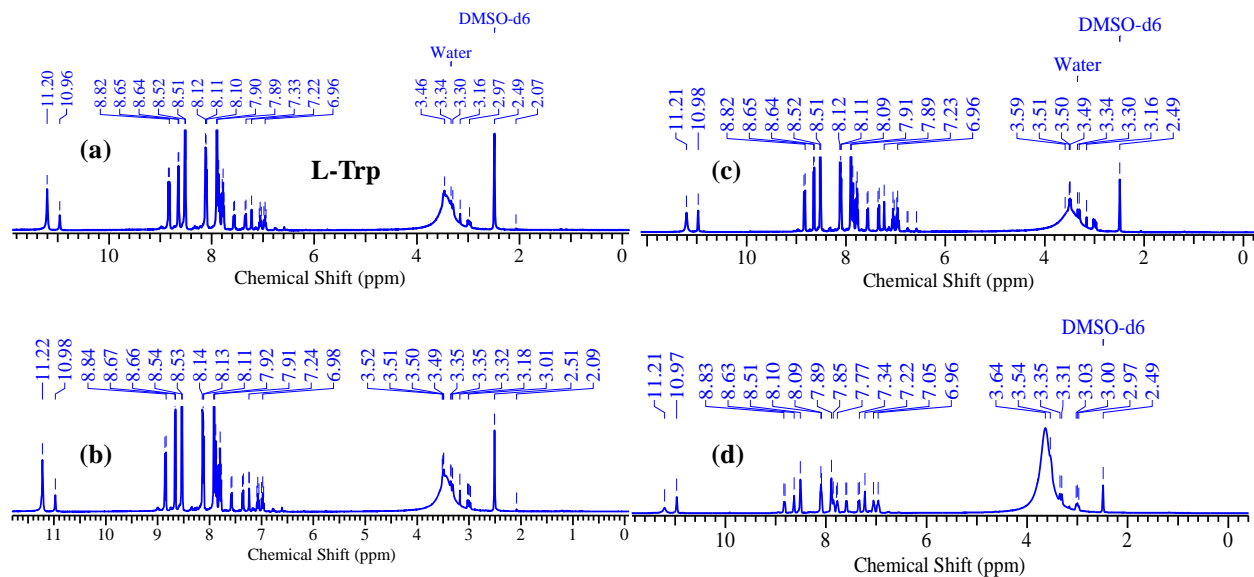 DMSO-d6
Water
11.20 10.96 8.82 8.65 8.64 8.52 8.51 8.12 8.11 8.10 7.90 7.89 7.33 7.22 6.96 3.46 3.34 3.30 3.16 2.97 2.49 2.07
(a)
L-Trp
10 8 6 4 2 0
Chemical Shift (ppm)
11.22 10.98 8.84 8.67 8.66 8.54 8.53 8.14 8.13 8.11 7.92 7.91 7.24 6.98 3.52 3.51 3.50 3.49 3.35 3.35 3.32 3.18 3.01 2.51 2.09
(b)
11 10 9 8 7 6 5 4 3 2 1 0
Chemical Shift (ppm)
DMSO-d6
Water
11.21 10.98 8.82 8.65 8.64 8.52 8.51 8.12 8.11 8.09 7.91 7.89 7.23 6.96 3.59 3.51 3.50 3.49 3.34 3.30 3.16 2.49
(c)
10 8 6 4 2 0
Chemical Shift (ppm)
DMSO-d6
11.21 10.97 8.83 8.63 8.51 8.10 8.09 7.89 7.85 7.77 7.34 7.22 7.05 6.96 3.64 3.54 3.35 3.31 3.03 3.00 2.97 2.49
(d)
10 8 6 4 2 0
Chemical Shift (ppm)